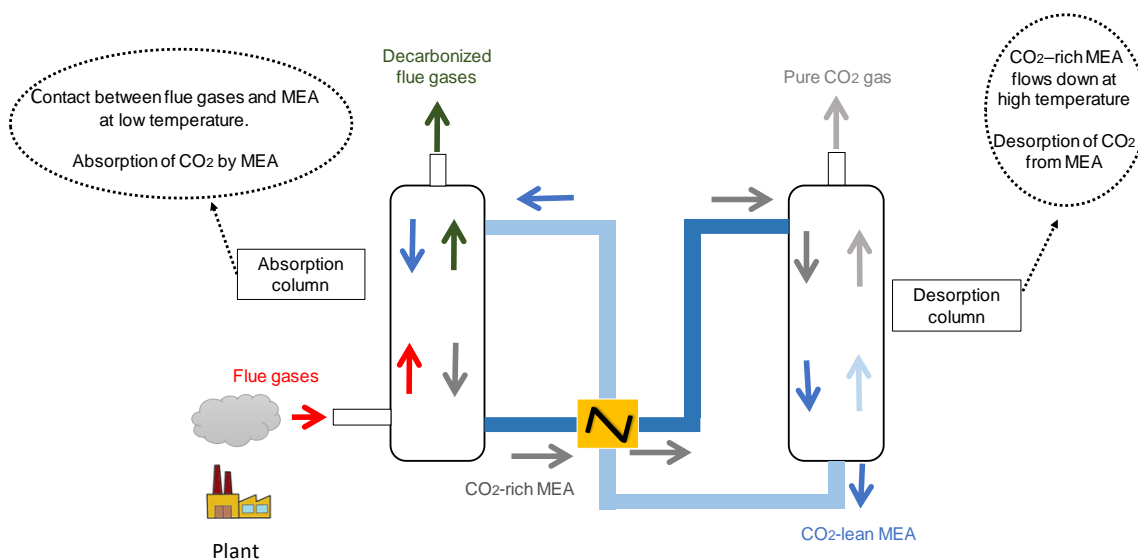 Decarbonized
flue gases
Pure CO2 gas
CO2–rich MEA
flows down at
high temperature
Desorption of CO2
from MEA
Contact between flue gases and MEA
at low temperature.
Absorption of CO2 by MEA
Absorption
column
Desorption
column
Flue gases
CO2-rich MEA
CO2-lean MEA
Plant